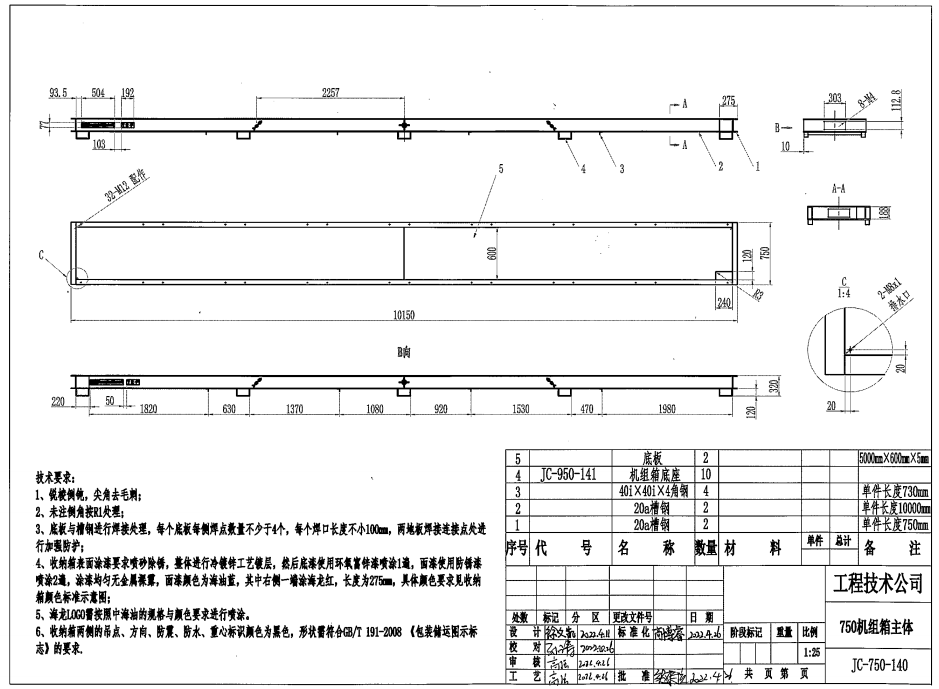 93.5 504 192 2257 A 275 303 8-M4 112.8
77 103 A B 10
4 3 2 1
32-M12 配作 5 A-A 188
C 600 120 750
240 R3
10150
C
1:4
2-M8x1
排水口
20
20
B向
220 50 1820 630 1370 1080 920 1530 470 1980 120 320
技术要求:
1、锐棱倒钝，尖角去毛刺;
2、未注倒角按R1处理;
3、底板与槽钢进行焊接处理，每个底板每侧焊点数量不少于4个，每个焊口长度不小100mm，两地板焊接连接点处进
行加强防护;
4、收纳箱表面涂漆要求喷砂除锈，整体进行冷镀锌工艺镀层，然后底漆使用环氧富锌漆喷涂1遍，面漆使用防锈漆
喷涂2遍，涂漆均匀无金属裸露，面漆颜色为海油蓝，其中右侧一端涂海龙红，长度为275mm，具体颜色要求见收纳
箱颜色标准示意图;
5、海龙LOGO需按照中海油的规格与颜色要求进行喷涂。
6、收纳箱两侧的吊点、方向、防震、防水、重心标识颜色为黑色，形状需符合GB/T 191-2008 《包装储运图示标
志》的要求.
5 底板 2 5000mm×600mm×5mm
4 JC-950-141 机组箱底座 10
3 40i×40i×4角钢 4 单件长度730mm
2 20a槽钢 2 单件长度10000mm
1 20a槽钢 2 单件长度750mm
序号 代 号 名 称 数量 材 料 单件 总计 备 注
工程技术公司
处数 标记 分 区 更改文件号 日 期
设 计 2022.4.18 标 准 化 2022.4.26 阶段标记 重量 比例
750机组箱主体
校 对 1:25
审 核 2022.4.26
工 艺 2022.4.26 批 准 共 页 第 页
JC-750-140